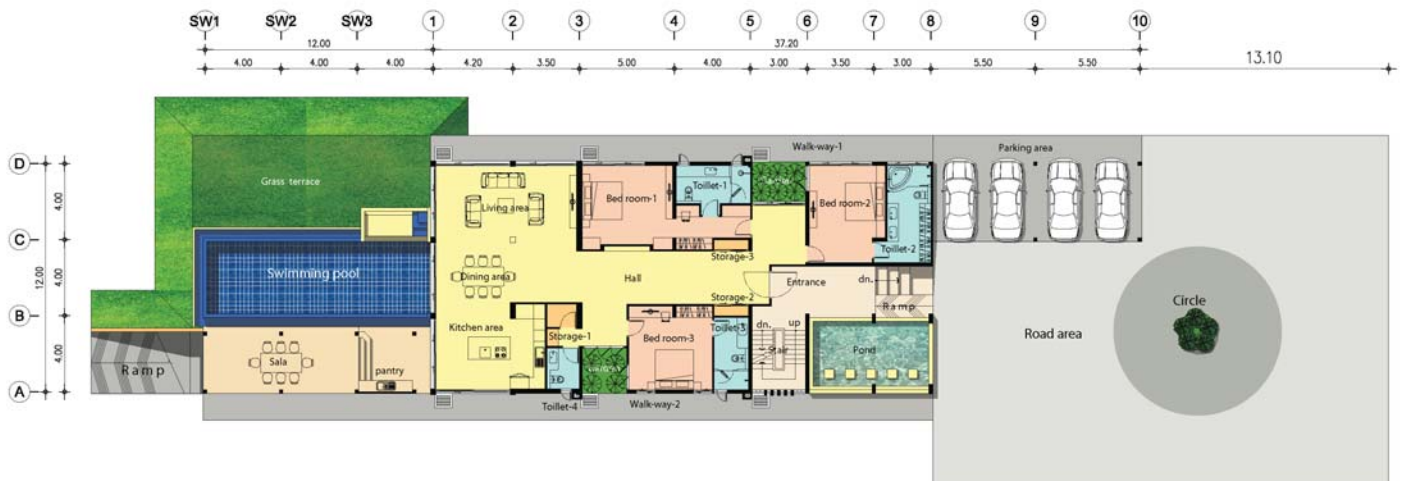 SW1 SW2 SW3 1 2 3 4 5 6 7 8 9 10
12.00 37.20 13.10
4.00 4.00 4.00 4.20 3.50 5.00 4.00 3.00 3.50 3.00 5.50 5.50
D
C
B
A
12.00
4.00
4.00
4.00
Walk-way-1
Parking area
Grass terrace
Living area
Bed room-1
Toillet-1
Bed room-2
Toillet-2
Storage-3
Swimming pool
Dining area
Hall
Entrance
dn.
Storage-2
Ramp
Circle
Road area
Kitchen area
Storage-1
Bed room-3
Toillet-3
dn. up
Stair
Pond
Ramp
Sala
pantry
Toillet-4
Walk-way-2